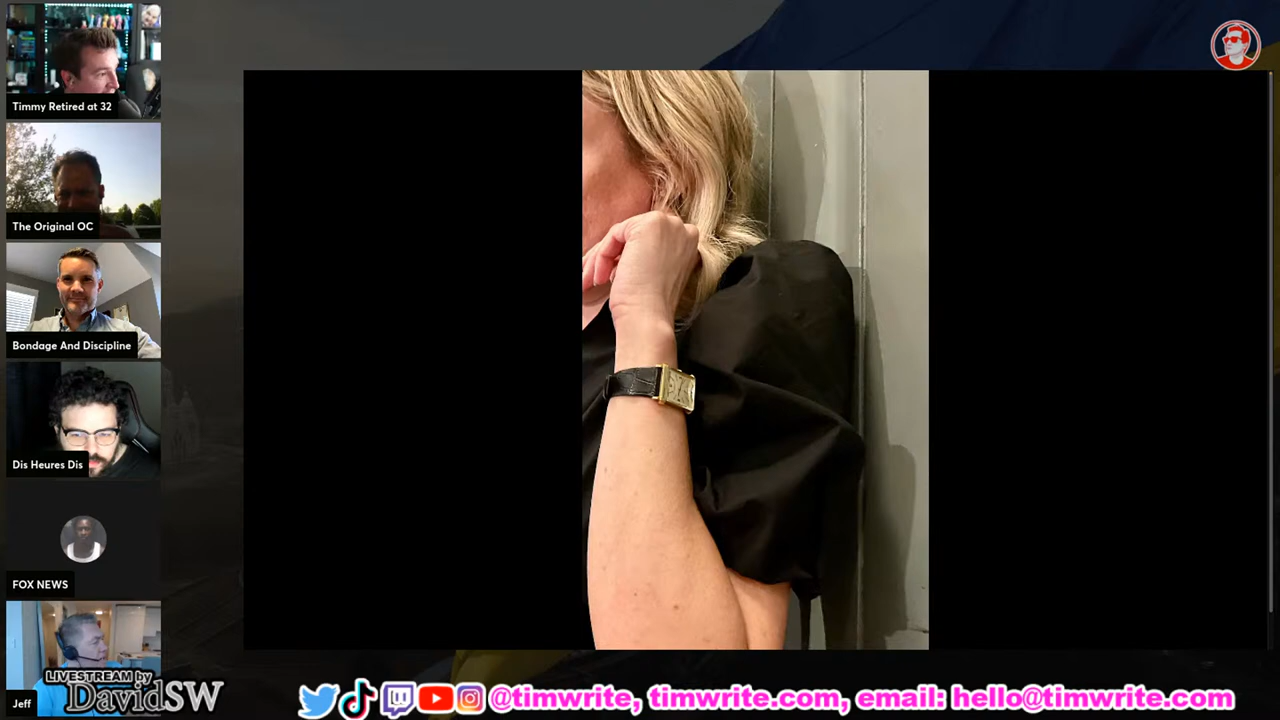 Timmy Retired at 32
The Original OC
Bondage And Discipline
Dis Heures Dis
FOX NEWS
Jeff
LIVESTREAM by
DavidSW
@timwrite, timwrite.com, email: hello@timwrite.com